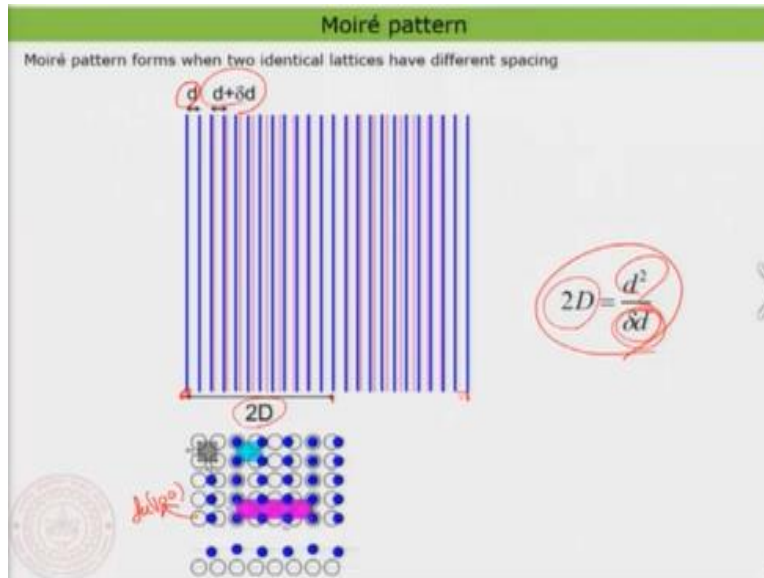 Moiré pattern
Moiré pattern forms when two identical lattices have different spacing
d d+δd
2D = d² / δd
2D